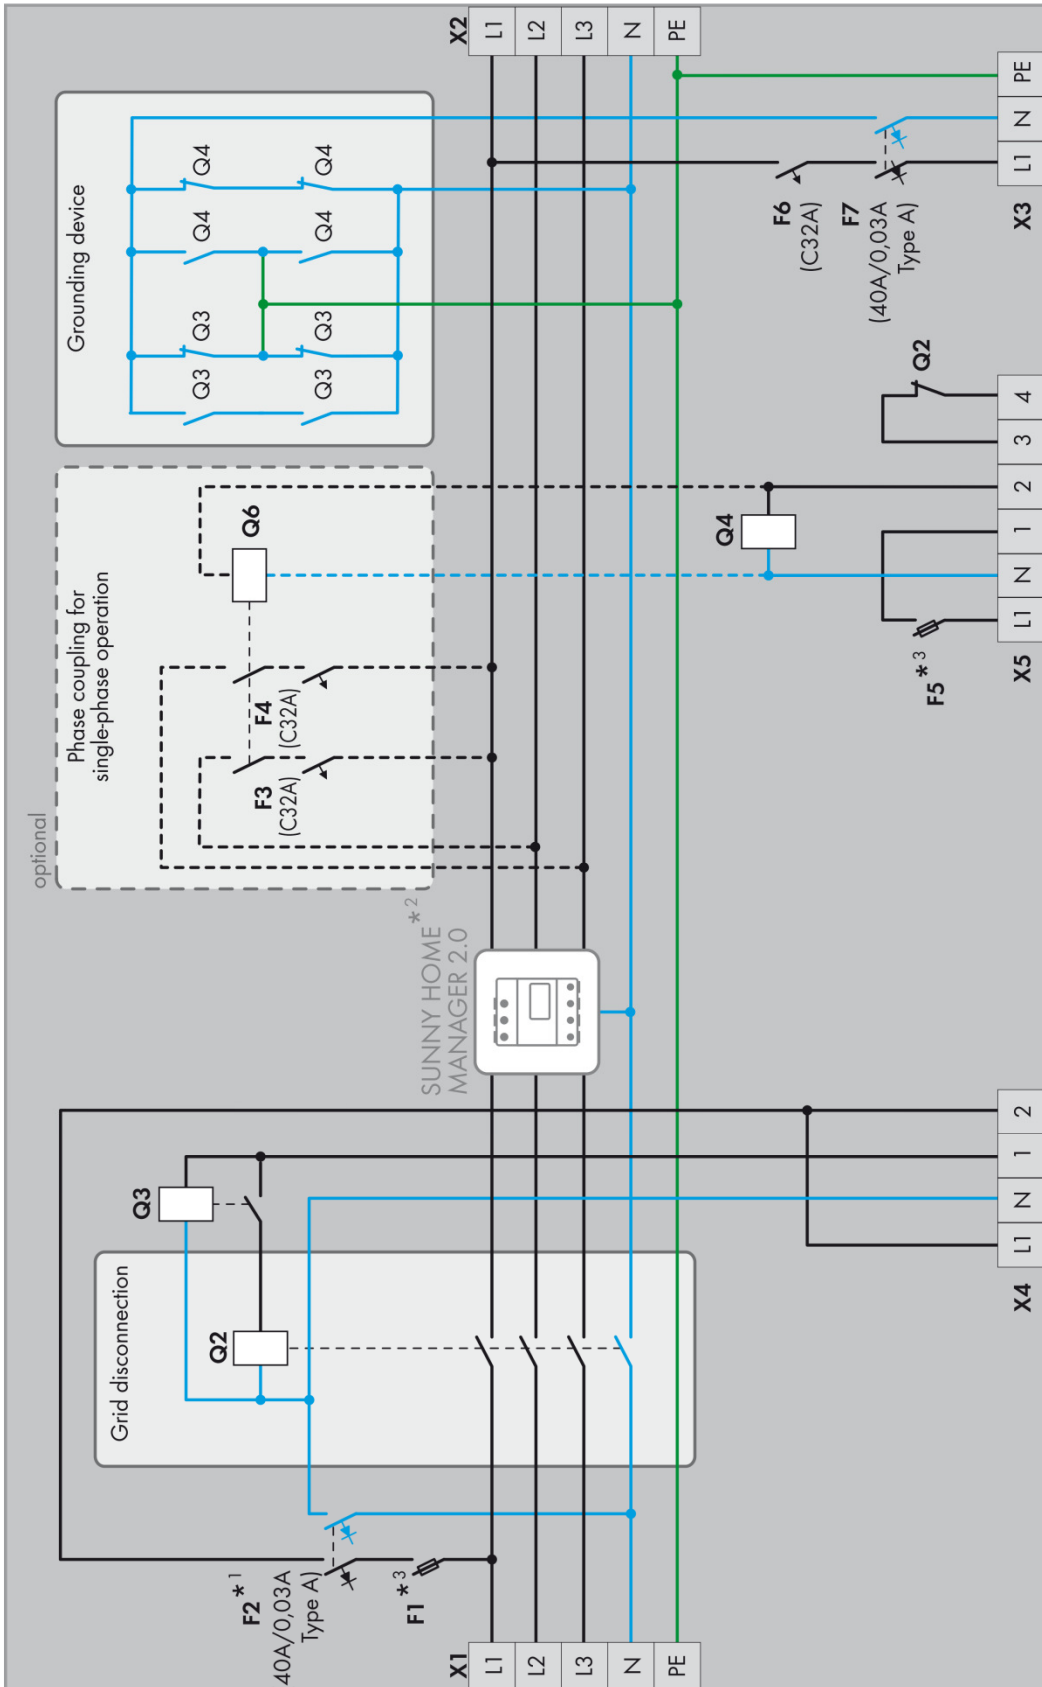 Grid disconnection
Q2
Q3
F2*1
40A/0,03A
Type A)
F1*3
X1
L1
L2
L3
N
PE
SUNNY HOME
MANAGER 2.0
*2
optional
Phase coupling for
single-phase operation
Q6
F3
(C32A)
F4
(C32A)
Grounding device
Q3
Q3
Q4
Q4
Q3
Q3
Q4
Q4
X2
L1
L2
L3
N
PE
X4
L1
N
1
2
F5*3
Q4
Q2
X5
L1
N
1
2
3
4
F6
(C32A)
F7
(40A/0,03A
Type A)
X3
L1
N
PE